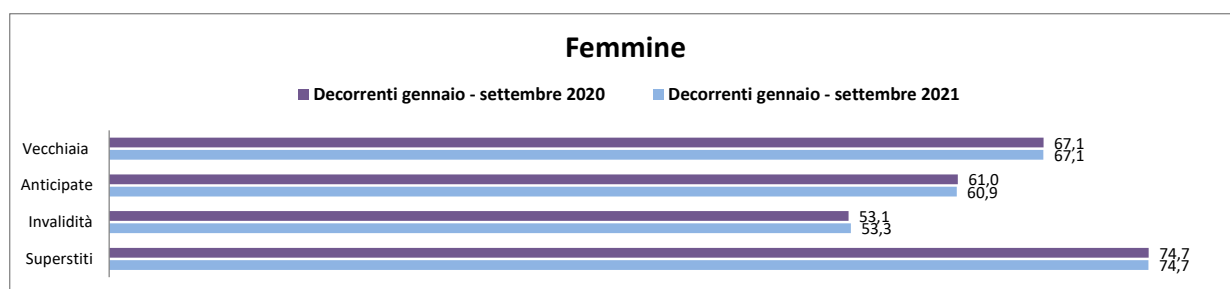 Femmine
Decorrenti gennaio - settembre 2020 Decorrenti gennaio - settembre 2021
Vecchiaia 67,1
67,1
Anticipate 61,0
60,9
Invalidità 53,1
53,3
Superstiti 74,7
74,7